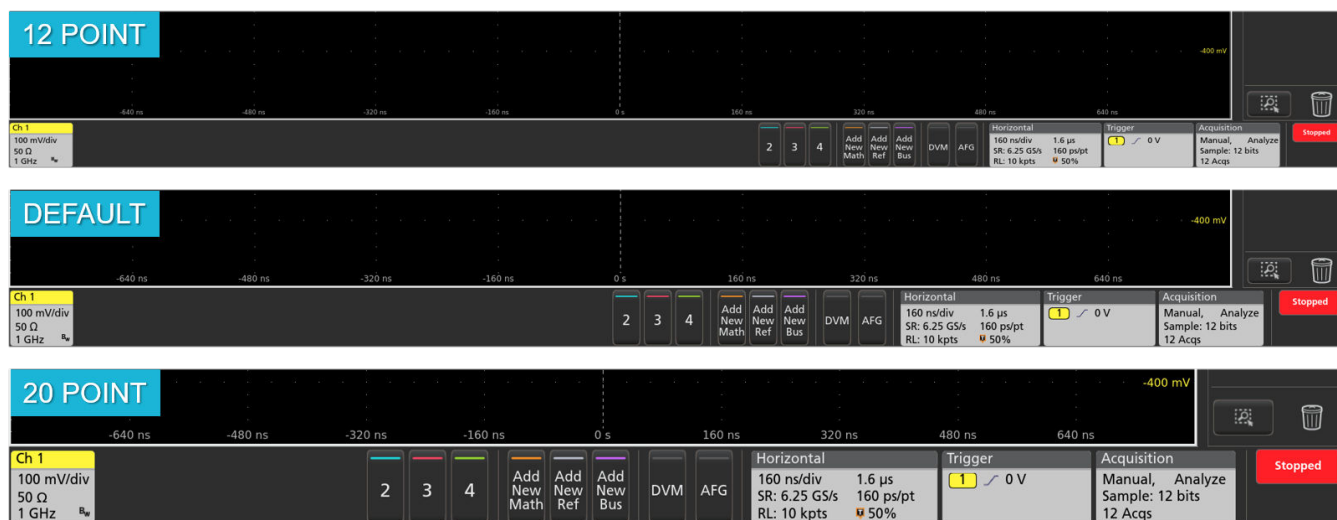 12 POINT
-400 mV
-640 ns -480 ns -320 ns -160 ns 0 s 160 ns 320 ns 480 ns 640 ns
Ch 1
100 mV/div
50 Ω
1 GHz Bw
2 3 4
Add New Math
Add New Ref
Add New Bus
DVM AFG
Horizontal
160 ns/div 1.6 µs
SR: 6.25 GS/s 160 ps/pt
RL: 10 kpts 50%
Trigger
1 0 V
Acquisition
Manual, Analyze
Sample: 12 bits
12 Acqs
Stopped
DEFAULT
-400 mV
-640 ns -480 ns -320 ns -160 ns 0 s 160 ns 320 ns 480 ns 640 ns
Ch 1
100 mV/div
50 Ω
1 GHz Bw
2 3 4
Add New Math
Add New Ref
Add New Bus
DVM AFG
Horizontal
160 ns/div 1.6 µs
SR: 6.25 GS/s 160 ps/pt
RL: 10 kpts 50%
Trigger
1 0 V
Acquisition
Manual, Analyze
Sample: 12 bits
12 Acqs
Stopped
20 POINT
-400 mV
-640 ns -480 ns -320 ns -160 ns 0 s 160 ns 320 ns 480 ns 640 ns
Ch 1
100 mV/div
50 Ω
1 GHz Bw
2 3 4
Add New Math
Add New Ref
Add New Bus
DVM AFG
Horizontal
160 ns/div 1.6 µs
SR: 6.25 GS/s 160 ps/pt
RL: 10 kpts 50%
Trigger
1 0 V
Acquisition
Manual, Analyze
Sample: 12 bits
12 Acqs
Stopped